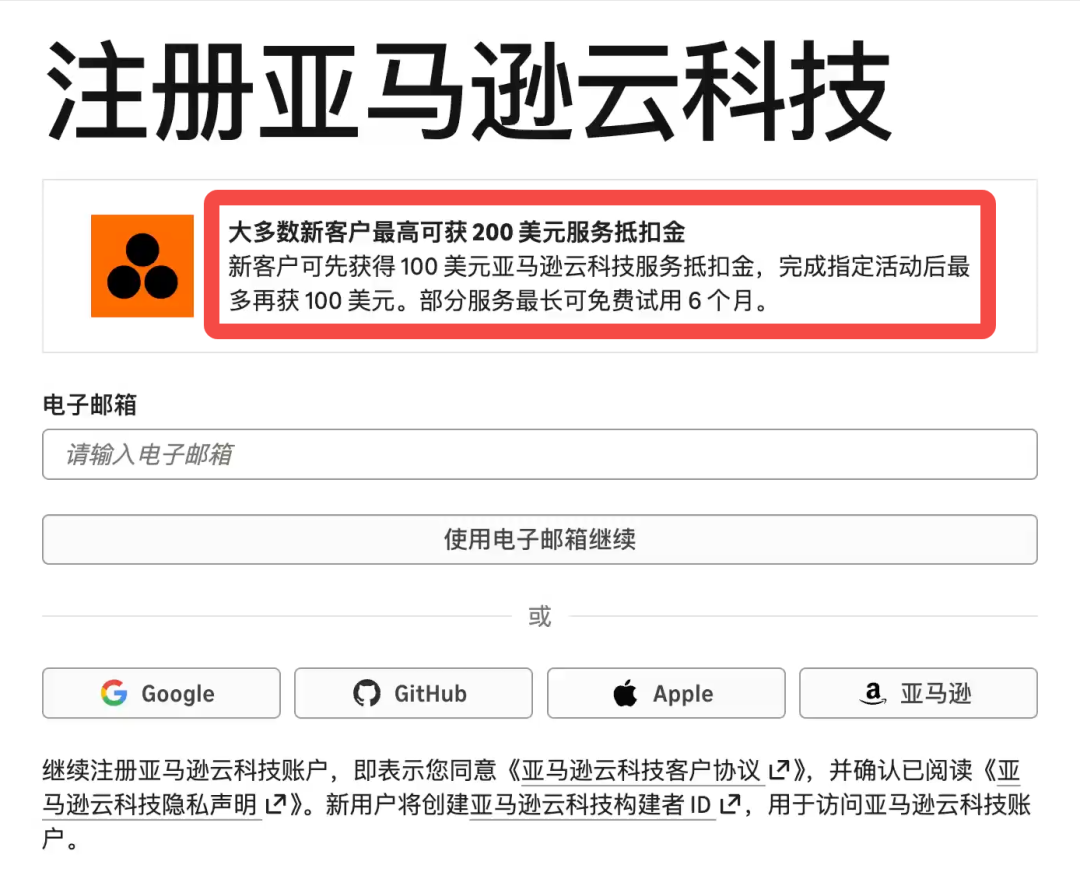 注册亚马逊云科技
大多数新客户最高可获 200 美元服务抵扣金
新客户可先获得 100 美元亚马逊云科技服务抵扣金，完成指定活动后最
多再获 100 美元。部分服务最长可免费试用 6 个月。
电子邮箱
请输入电子邮箱
使用电子邮箱继续
或
Google
GitHub
Apple
亚马逊
继续注册亚马逊云科技账户，即表示您同意《亚马逊云科技客户协议》，并确认已阅读《亚
马逊云科技隐私声明》。新用户将创建亚马逊云科技构建者 ID，用于访问亚马逊云科技账
户。